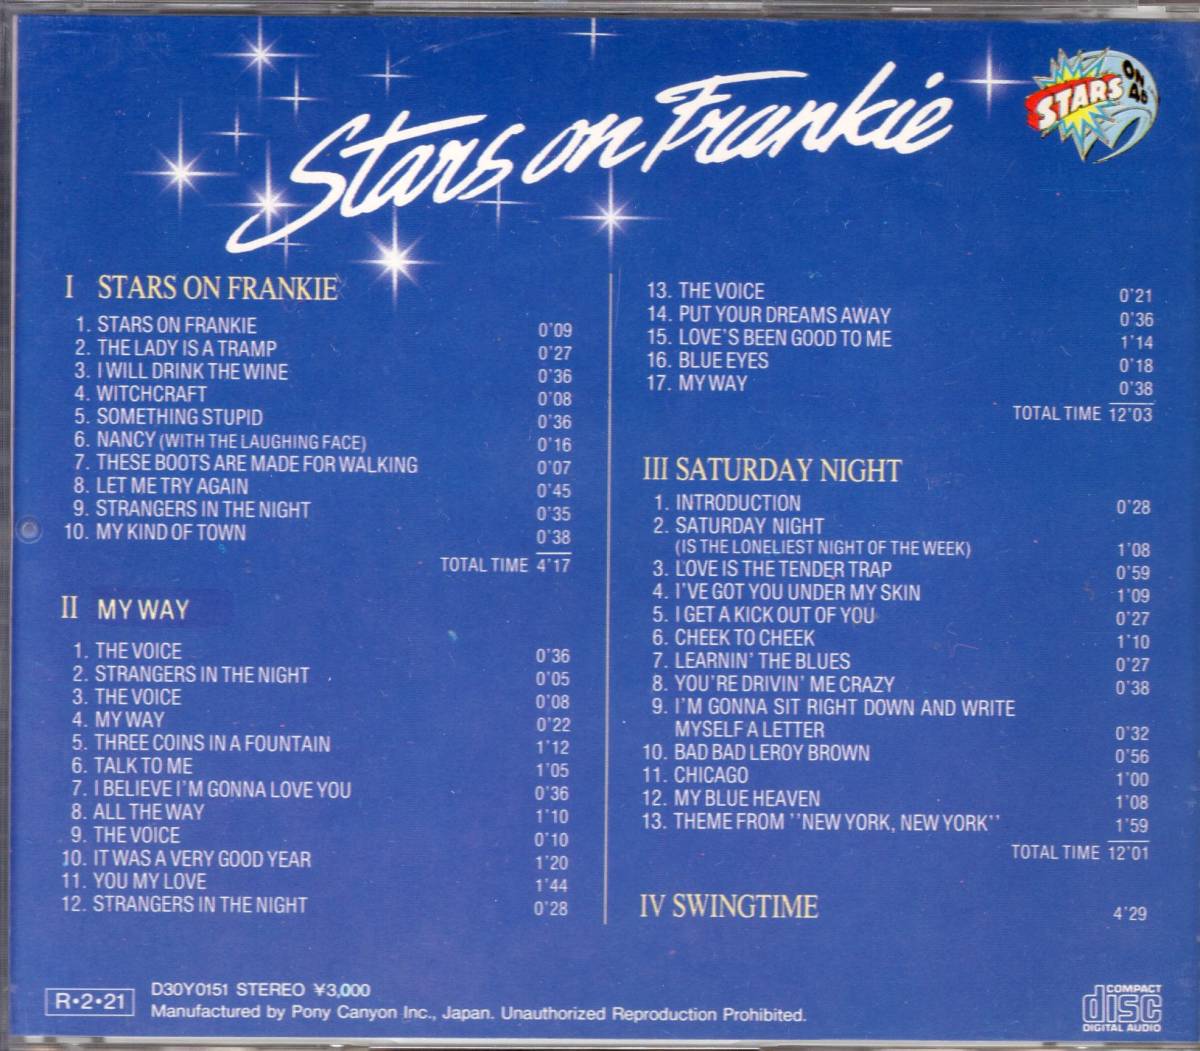 Stars on Frankie
STARS ON 45
I STARS ON FRANKIE
1. STARS ON FRANKIE 0'09
2. THE LADY IS A TRAMP 0'27
3. I WILL DRINK THE WINE 0'36
4. WITCHCRAFT 0'08
5. SOMETHING STUPID 0'36
6. NANCY (WITH THE LAUGHING FACE) 0'16
7. THESE BOOTS ARE MADE FOR WALKING 0'07
8. LET ME TRY AGAIN 0'45
9. STRANGERS IN THE NIGHT 0'35
10. MY KIND OF TOWN 0'38
TOTAL TIME 4'17
II MY WAY
1. THE VOICE 0'36
2. STRANGERS IN THE NIGHT 0'05
3. THE VOICE 0'08
4. MY WAY 0'22
5. THREE COINS IN A FOUNTAIN 1'12
6. TALK TO ME 1'05
7. I BELIEVE I'M GONNA LOVE YOU 0'36
8. ALL THE WAY 1'10
9. THE VOICE 0'10
10. IT WAS A VERY GOOD YEAR 1'20
11. YOU MY LOVE 1'44
12. STRANGERS IN THE NIGHT 0'28
13. THE VOICE 0'21
14. PUT YOUR DREAMS AWAY 0'36
15. LOVE'S BEEN GOOD TO ME 1'14
16. BLUE EYES 0'18
17. MY WAY 0'38
TOTAL TIME 12'03
III SATURDAY NIGHT
1. INTRODUCTION 0'28
2. SATURDAY NIGHT
(IS THE LONELIEST NIGHT OF THE WEEK) 1'08
3. LOVE IS THE TENDER TRAP 0'59
4. I'VE GOT YOU UNDER MY SKIN 1'09
5. I GET A KICK OUT OF YOU 0'27
6. CHEEK TO CHEEK 1'10
7. LEARNIN' THE BLUES 0'27
8. YOU'RE DRIVIN' ME CRAZY 0'38
9. I'M GONNA SIT RIGHT DOWN AND WRITE
MYSELF A LETTER 0'32
10. BAD BAD LEROY BROWN 0'56
11. CHICAGO 1'00
12. MY BLUE HEAVEN 1'08
13. THEME FROM ''NEW YORK, NEW YORK'' 1'59
TOTAL TIME 12'01
IV SWINGTIME 4'29
R•2•21
D30Y0151 STEREO ¥3,000
Manufactured by Pony Canyon Inc., Japan. Unauthorized Reproduction Prohibited.
COMPACT
disc
DIGITAL AUDIO